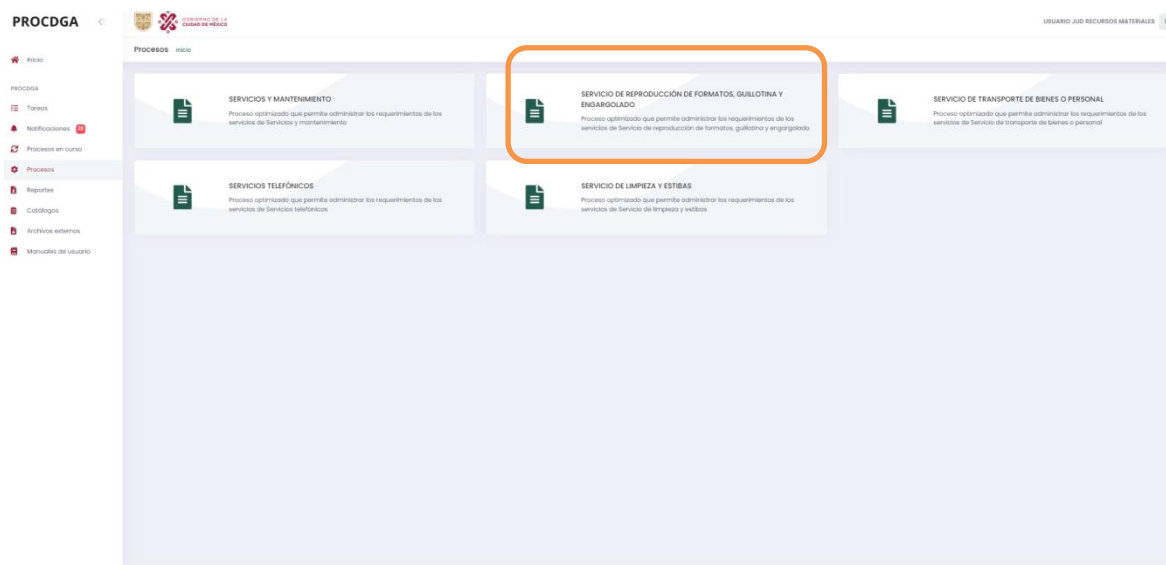 PROCDGA
GOBIERNO DE LA
CIUDAD DE MÉXICO
USUARIO JUD RECURSOS MATERIALES
Procesos Inicio
Inicio
PROCDGA
Tareas
Notificaciones
Procesos en curso
Procesos
Reportes
Catálogos
Archivos externos
Manuales de usuario
SERVICIOS Y MANTENIMIENTO
Proceso optimizado que permite administrar los requerimientos de los
servicios de Servicios y mantenimiento
SERVICIO DE REPRODUCCIÓN DE FORMATOS, GUILLOTINA Y
ENGARGOLADO
Proceso optimizado que permite administrar los requerimientos de los
servicios de Servicio de reproducción de formatos, guillotina y engargolado
SERVICIO DE TRANSPORTE DE BIENES O PERSONAL
Proceso optimizado que permite administrar los requerimientos de los
servicios de Servicio de transporte de bienes o personal
SERVICIOS TELEFÓNICOS
Proceso optimizado que permite administrar los requerimientos de los
servicios de Servicios telefónicos
SERVICIO DE LIMPIEZA Y ESTIBAS
Proceso optimizado que permite administrar los requerimientos de los
servicios de Servicio de limpieza y estibas